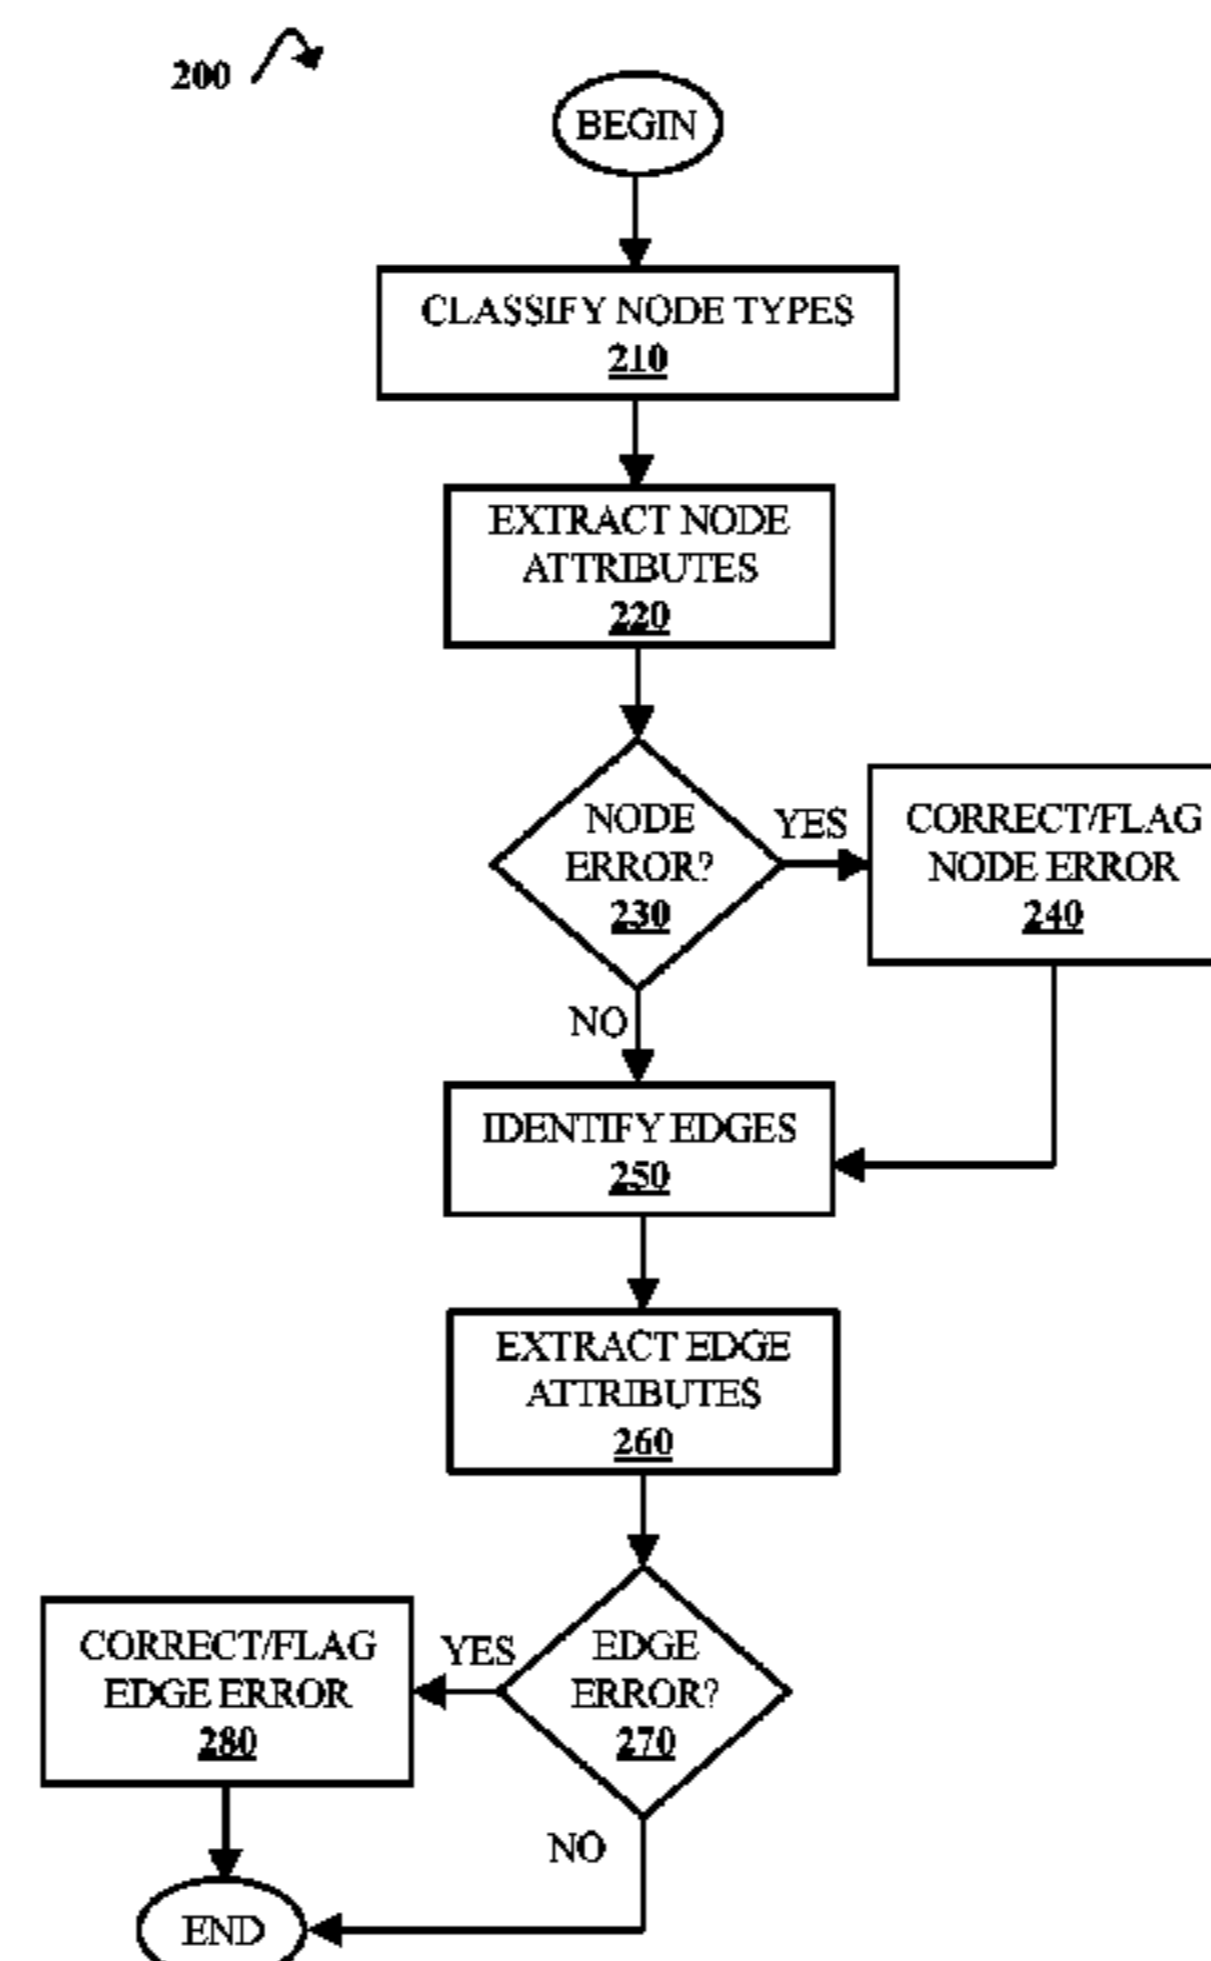 200
BEGIN
CLASSIFY NODE TYPES
210
EXTRACT NODE
ATTRIBUTES
220
NODE
ERROR?
230
YES
CORRECT/FLAG
NODE ERROR
240
NO
IDENTIFY EDGES
250
EXTRACT EDGE
ATTRIBUTES
260
EDGE
ERROR?
270
YES
CORRECT/FLAG
EDGE ERROR
280
NO
END